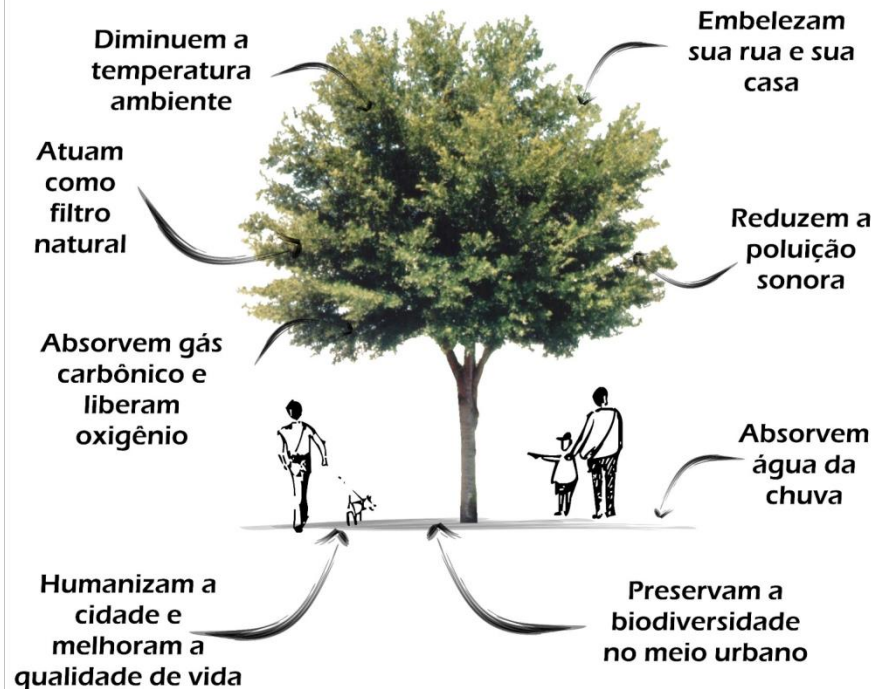 Diminuem a
temperatura
ambiente
Embelezam
sua rua e sua
casa
Atuam
como
filtro
natural
Reduzem a
poluição
sonora
Absorvem gás
carbônico e
liberam
oxigênio
Absorvem
água da
chuva
Humanizam a
cidade e
melhoram a
qualidade de vida
Preservam a
biodiversidade
no meio urbano